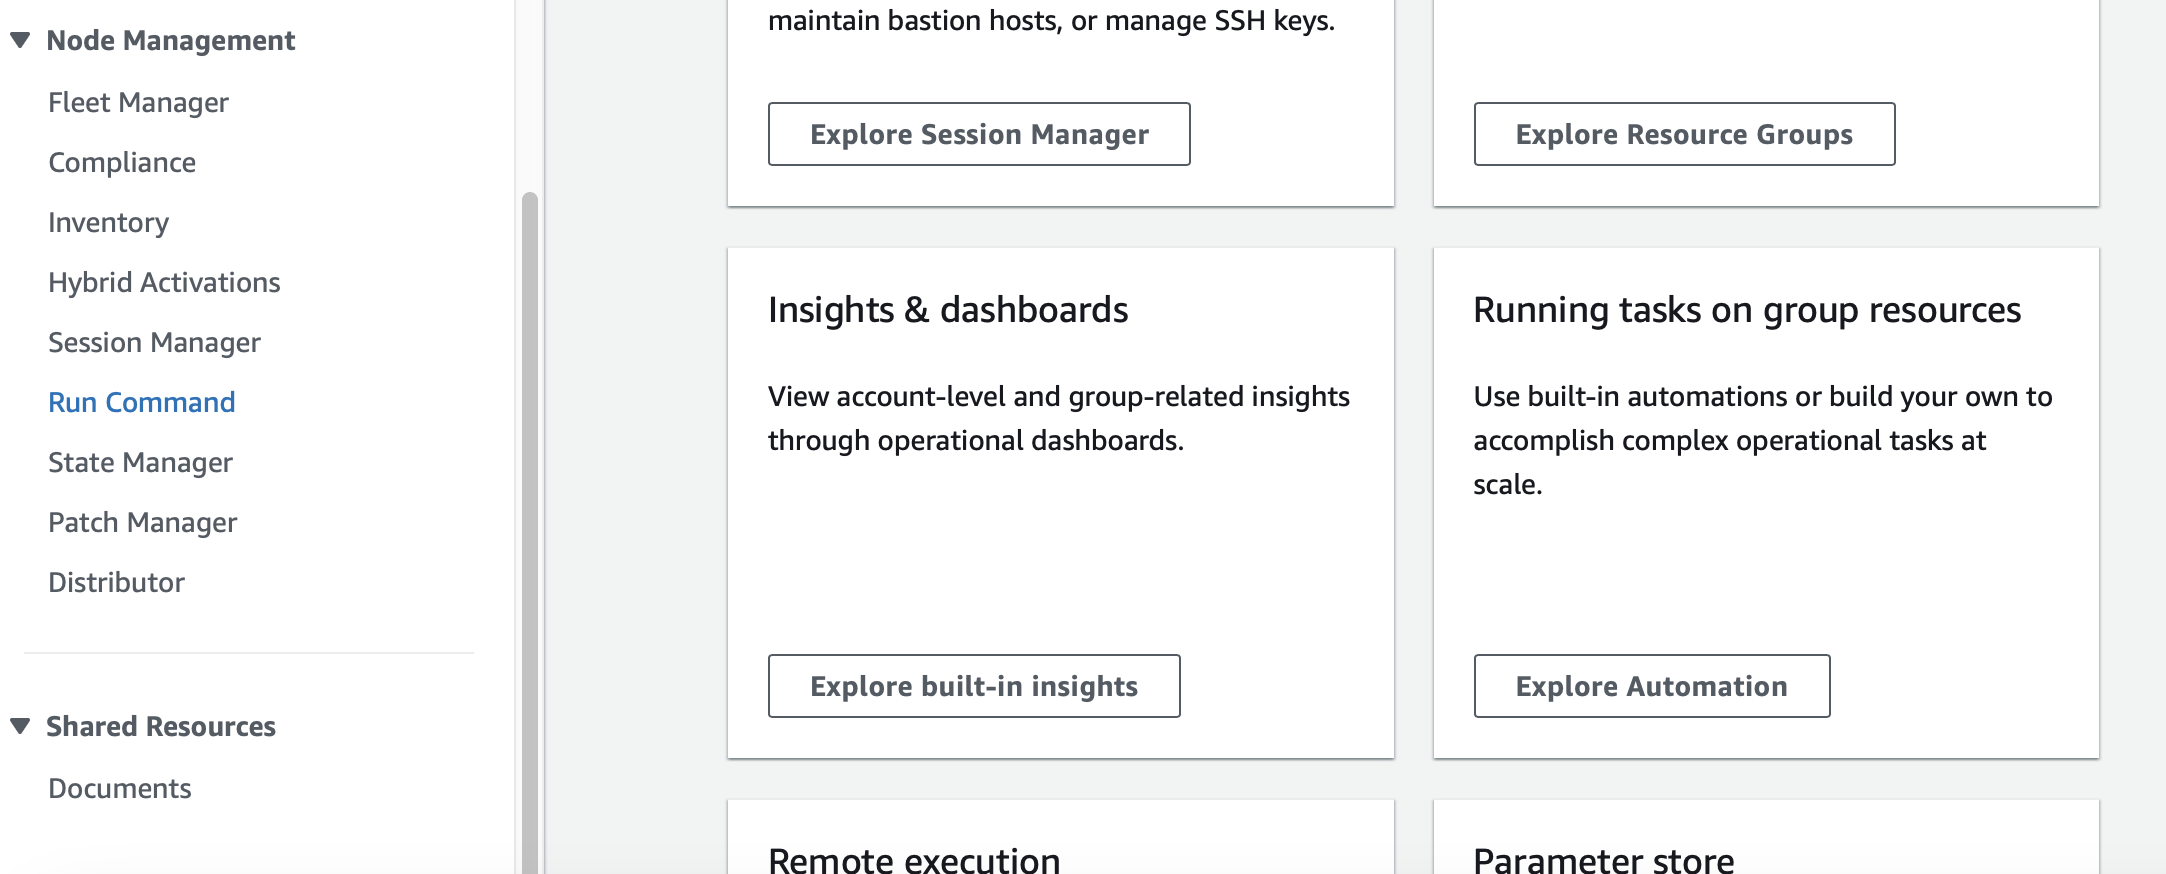 Node Management
Fleet Manager
Compliance
Inventory
Hybrid Activations
Session Manager
Run Command
State Manager
Patch Manager
Distributor
Shared Resources
Documents
maintain bastion hosts, or manage SSH keys.
Explore Session Manager
Explore Resource Groups
Insights & dashboards
View account-level and group-related insights
through operational dashboards.
Explore built-in insights
Running tasks on group resources
Use built-in automations or build your own to
accomplish complex operational tasks at
scale.
Explore Automation
Remote execution
Parameter store